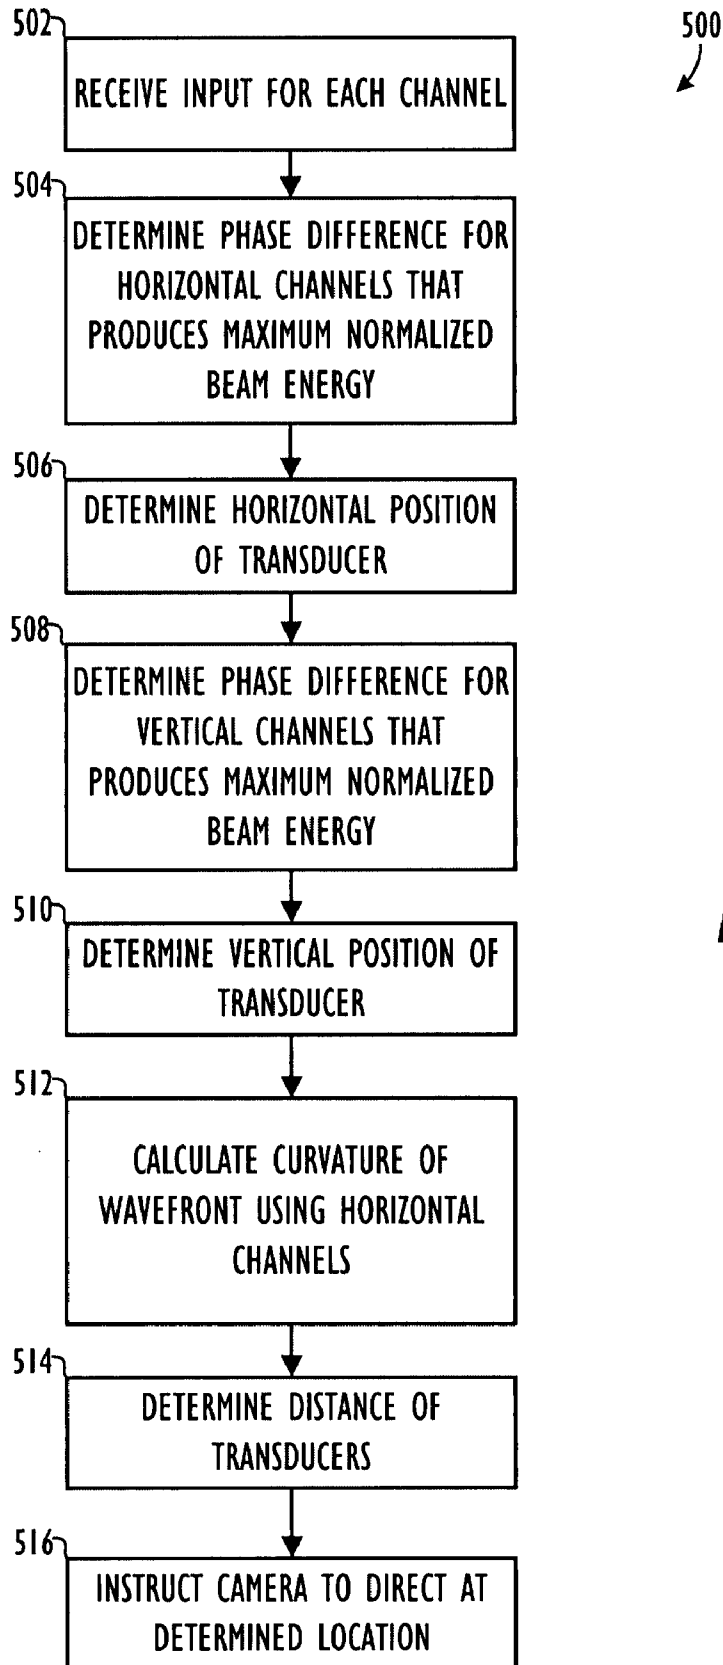 502
500
RECEIVE INPUT FOR EACH CHANNEL
504
DETERMINE PHASE DIFFERENCE FOR
HORIZONTAL CHANNELS THAT
PRODUCES MAXIMUM NORMALIZED
BEAM ENERGY
506
DETERMINE HORIZONTAL POSITION
OF TRANSDUCER
508
DETERMINE PHASE DIFFERENCE FOR
VERTICAL CHANNELS THAT
PRODUCES MAXIMUM NORMALIZED
BEAM ENERGY
510
DETERMINE VERTICAL POSITION OF
TRANSDUCER
512
CALCULATE CURVATURE OF
WAVEFRONT USING HORIZONTAL
CHANNELS
514
DETERMINE DISTANCE OF
TRANSDUCERS
516
INSTRUCT CAMERA TO DIRECT AT
DETERMINED LOCATION